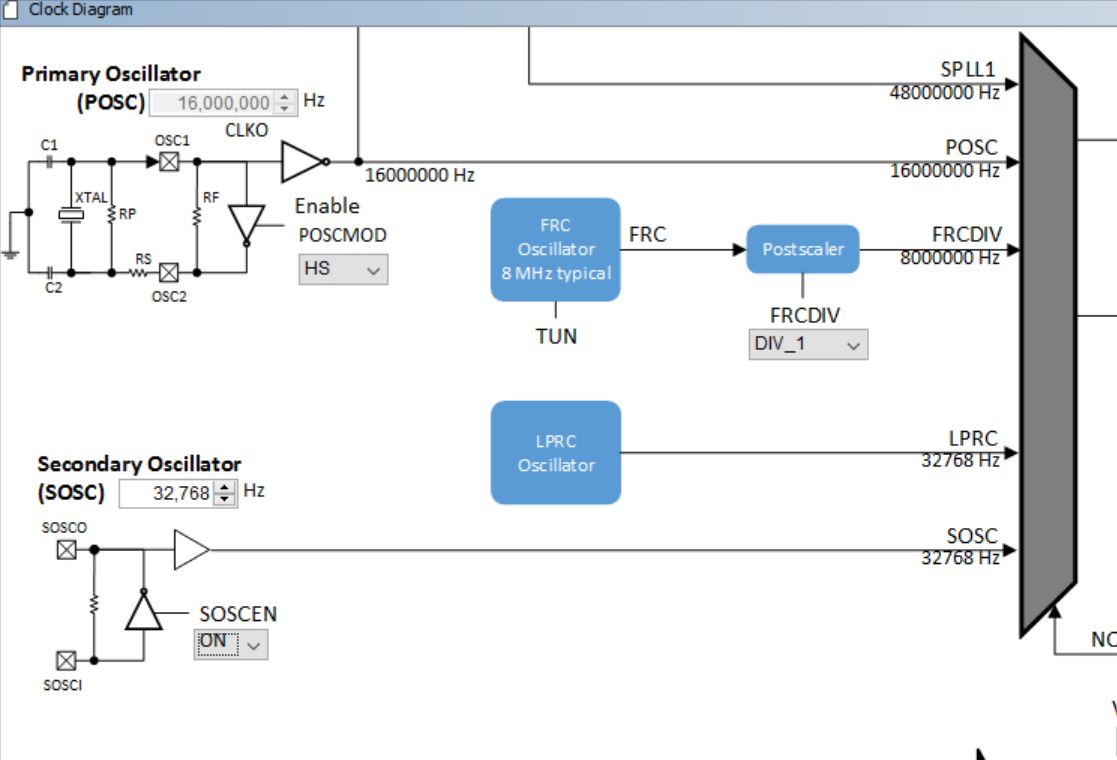 Clock Diagram
Primary Oscillator
(POSC) 16,000,000 Hz
CLKO
C1
OSC1
XTAL
RP
RF
RS
C2
OSC2
16000000 Hz
Enable
POSCMOD
HS
SPLL1
48000000 Hz
POSC
16000000 Hz
FRC
Oscillator
8 MHz typical
TUN
FRC
Postscaler
FRCDIV
DIV_1
FRCDIV
8000000 Hz
LPRC
Oscillator
LPRC
32768 Hz
Secondary Oscillator
(SOSC) 32,768 Hz
SOSCO
SOSCEN
ON
SOSCI
SOSC
32768 Hz